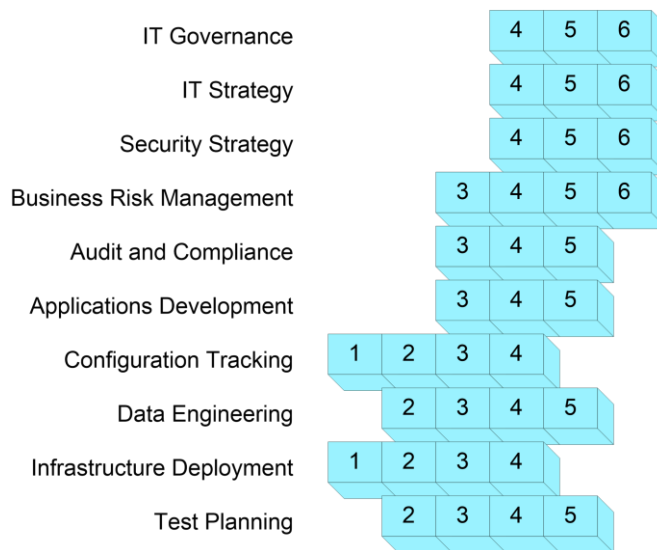 IT Governance 4 5 6
IT Strategy 4 5 6
Security Strategy 4 5 6
Business Risk Management 3 4 5 6
Audit and Compliance 3 4 5
Applications Development 3 4 5
Configuration Tracking 1 2 3 4
Data Engineering 2 3 4 5
Infrastructure Deployment 1 2 3 4
Test Planning 2 3 4 5